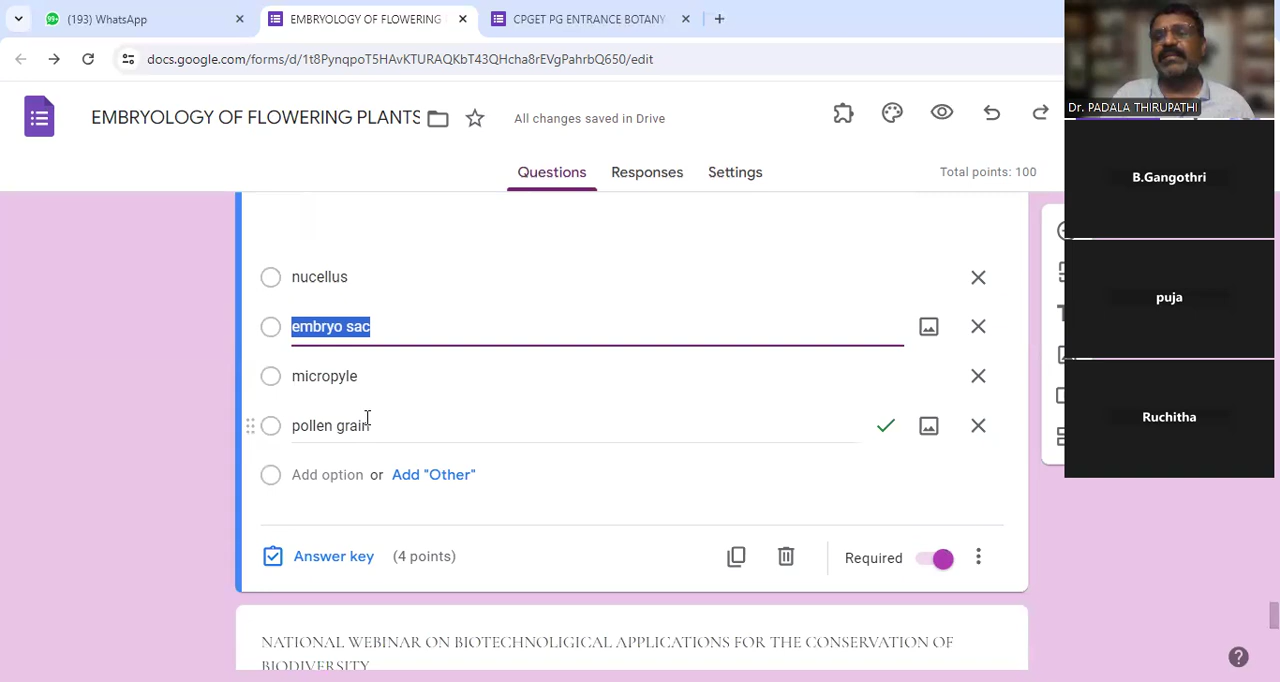 99+
(193) WhatsApp
EMBRYOLOGY OF FLOWERING
CPGET PG ENTRANCE BOTANY
docs.google.com/forms/d/1t8PynqpoT5HAvKTURAQKbT43QHcha8rEVgPahrbQ650/edit
EMBRYOLOGY OF FLOWERING PLANTS
All changes saved in Drive
Dr. PADALA THIRUPATHI
Questions
Responses
Settings
Total points: 100
B.Gangothri
nucellus
embryo sac
puja
micropyle
pollen grain
Ruchitha
Add option or Add "Other"
Answer key (4 points)
Required
NATIONAL WEBINAR ON BIOTECHNOLIGICAL APPLICATIONS FOR THE CONSERVATION OF
BIODIVERSITY